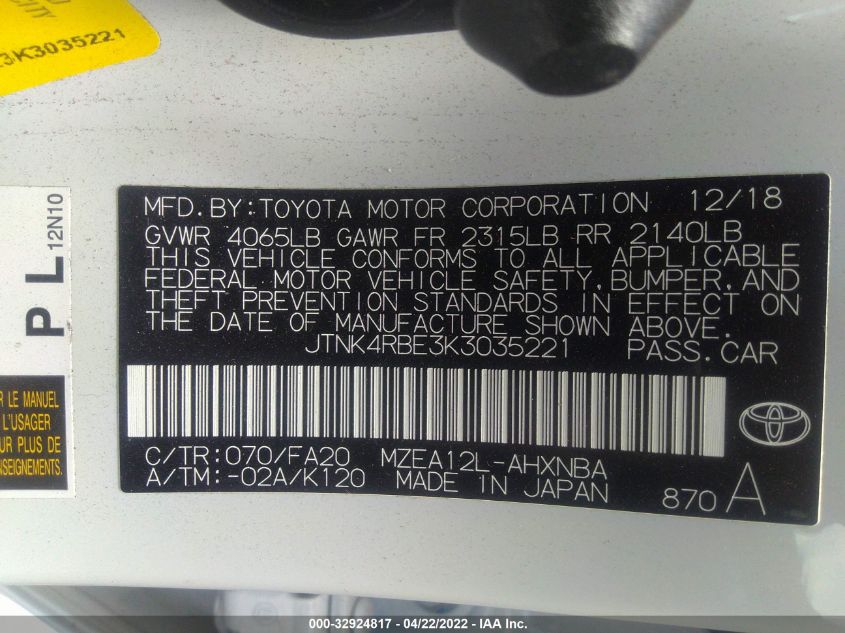 CITY
3K3035221
P L 12N10
R LE MANUEL
L'USAGER
UR PLUS DE
NSEIGNEMENTS.
MFD. BY: TOYOTA MOTOR CORPORATION 12/18
GVWR 4065LB GAWR FR 2315LB RR 2140LB
THIS VEHICLE CONFORMS TO ALL APPLICABLE
FEDERAL MOTOR VEHICLE SAFETY, BUMPER, AND
THEFT PREVENTION STANDARDS IN EFFECT ON
THE DATE OF MANUFACTURE SHOWN ABOVE.
JTNK4RBE3K3035221 PASS. CAR
C/TR: 070/FA20 MZEA12L-AHXNBA
A/TM: -02A/K120 MADE IN JAPAN 870 A
000-32924817 - 04/22/2022 - IAA Inc.